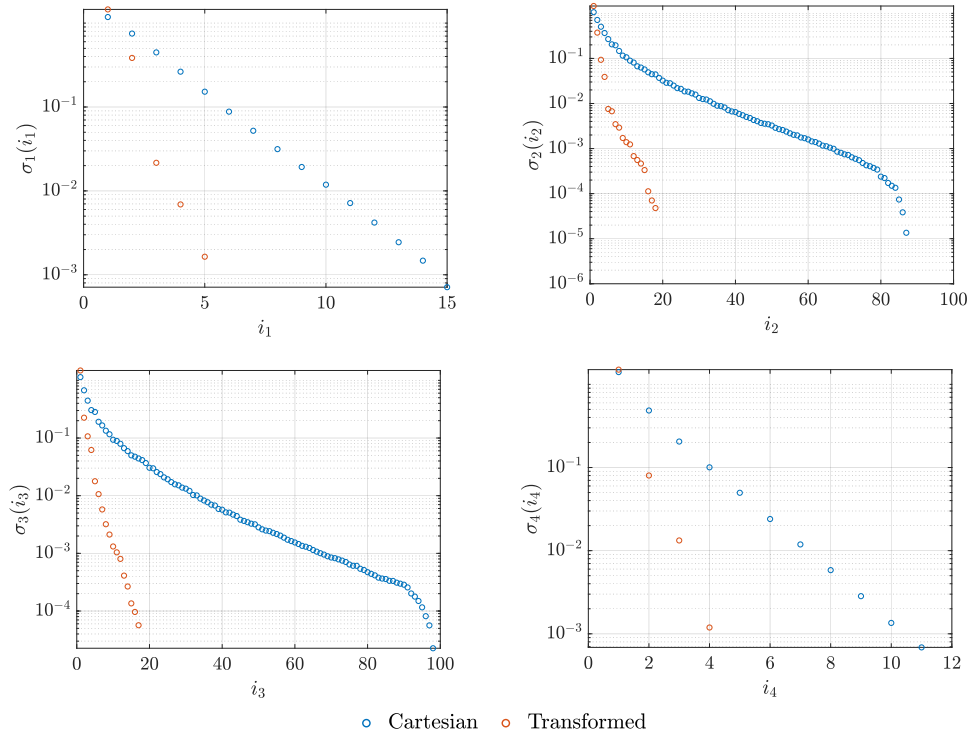 σ₁(i₁)
10⁻¹
10⁻²
10⁻³
0 5 10 15
i₁
σ₂(i₂)
10⁻¹
10⁻²
10⁻³
10⁻⁴
10⁻⁵
10⁻⁶
0 20 40 60 80 100
i₂
σ₃(i₃)
10⁻¹
10⁻²
10⁻³
10⁻⁴
0 20 40 60 80 100
i₃
σ₄(i₄)
10⁻¹
10⁻²
10⁻³
0 2 4 6 8 10 12
i₄
Cartesian Transformed